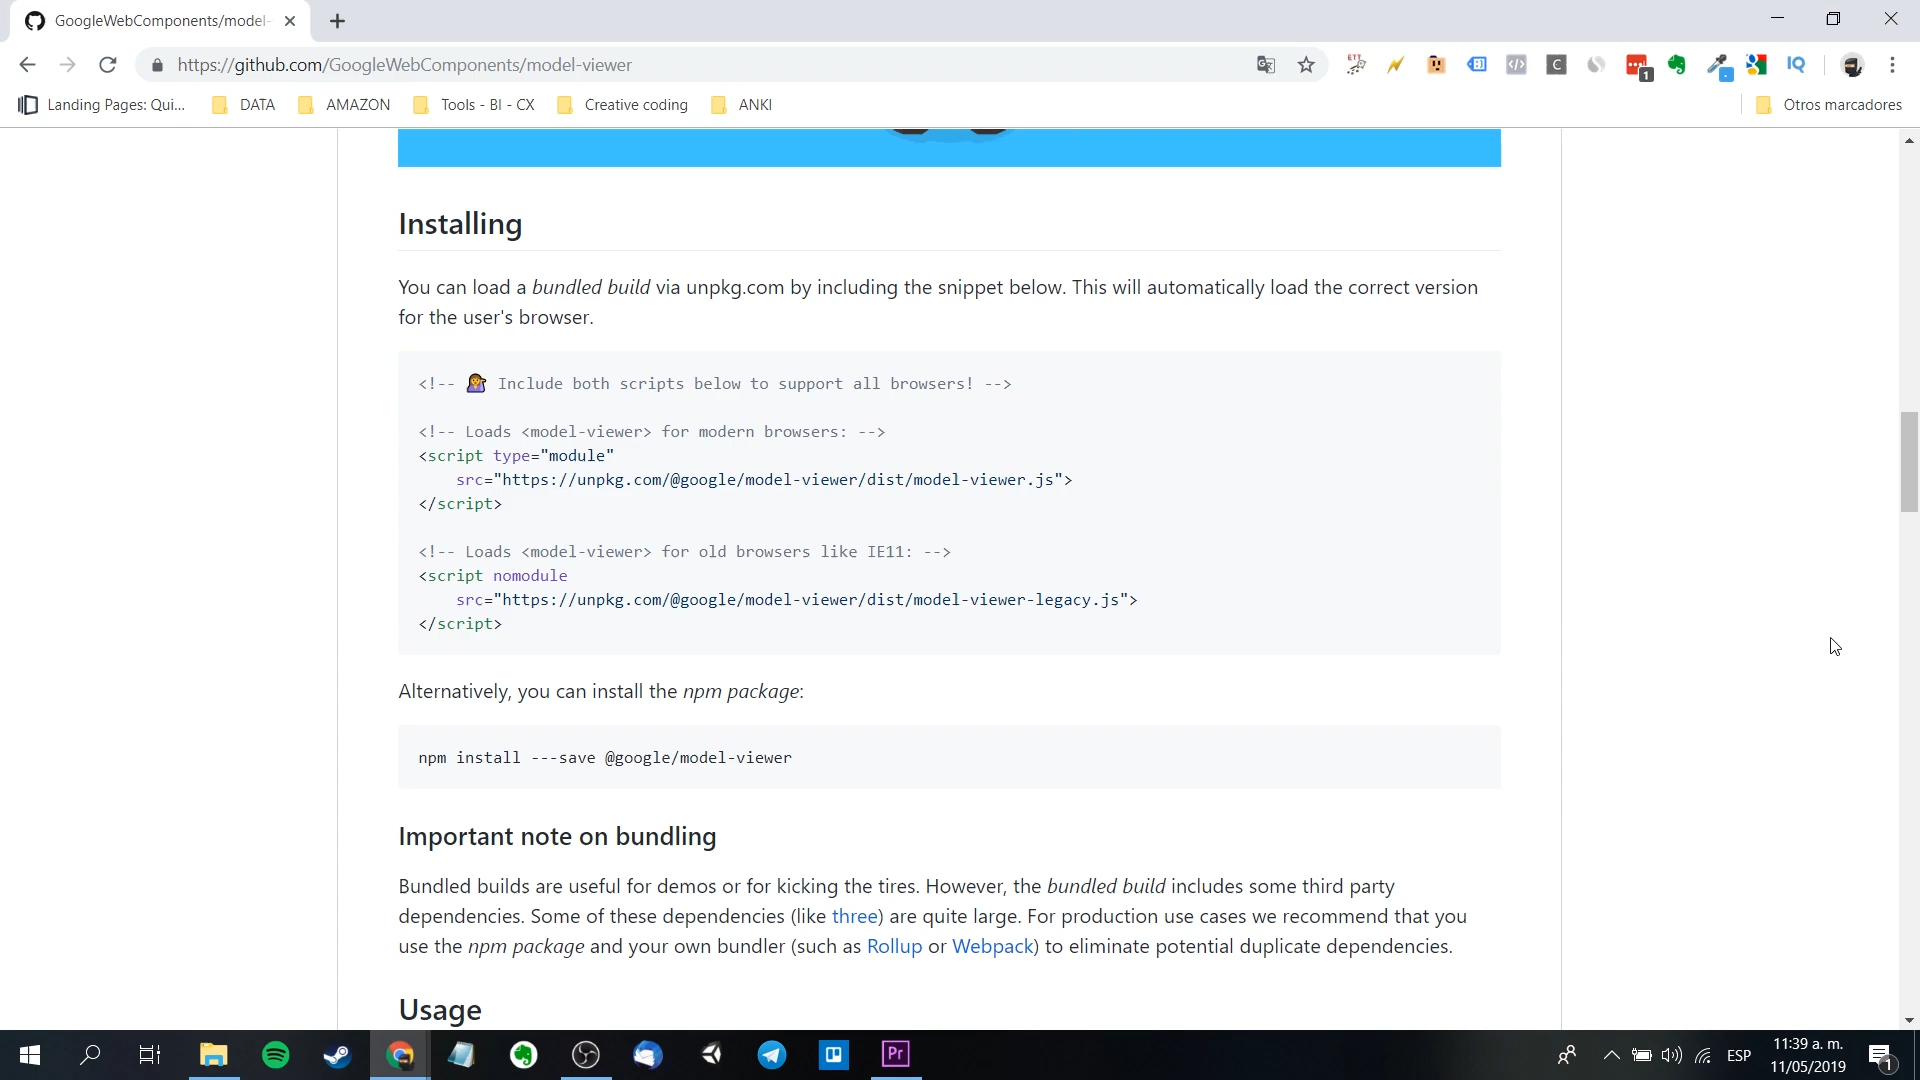 GoogleWebComponents/model-
https://github.com/GoogleWebComponents/model-viewer
ETT
C
1
IQ
Landing Pages: Qui...
DATA
AMAZON
Tools - BI - CX
Creative coding
ANKI
Otros marcadores
Installing
You can load a bundled build via unpkg.com by including the snippet below. This will automatically load the correct version
for the user's browser.
<!-- 💁 Include both scripts below to support all browsers! -->
<!-- Loads <model-viewer> for modern browsers: -->
<script type="module"
src="https://unpkg.com/@google/model-viewer/dist/model-viewer.js">
</script>
<!-- Loads <model-viewer> for old browsers like IE11: -->
<script nomodule
src="https://unpkg.com/@google/model-viewer/dist/model-viewer-legacy.js">
</script>
Alternatively, you can install the npm package:
npm install ---save @google/model-viewer
Important note on bundling
Bundled builds are useful for demos or for kicking the tires. However, the bundled build includes some third party
dependencies. Some of these dependencies (like three) are quite large. For production use cases we recommend that you
use the npm package and your own bundler (such as Rollup or Webpack) to eliminate potential duplicate dependencies.
Usage
Pr
ESP
11:39 a. m.
11/05/2019
1